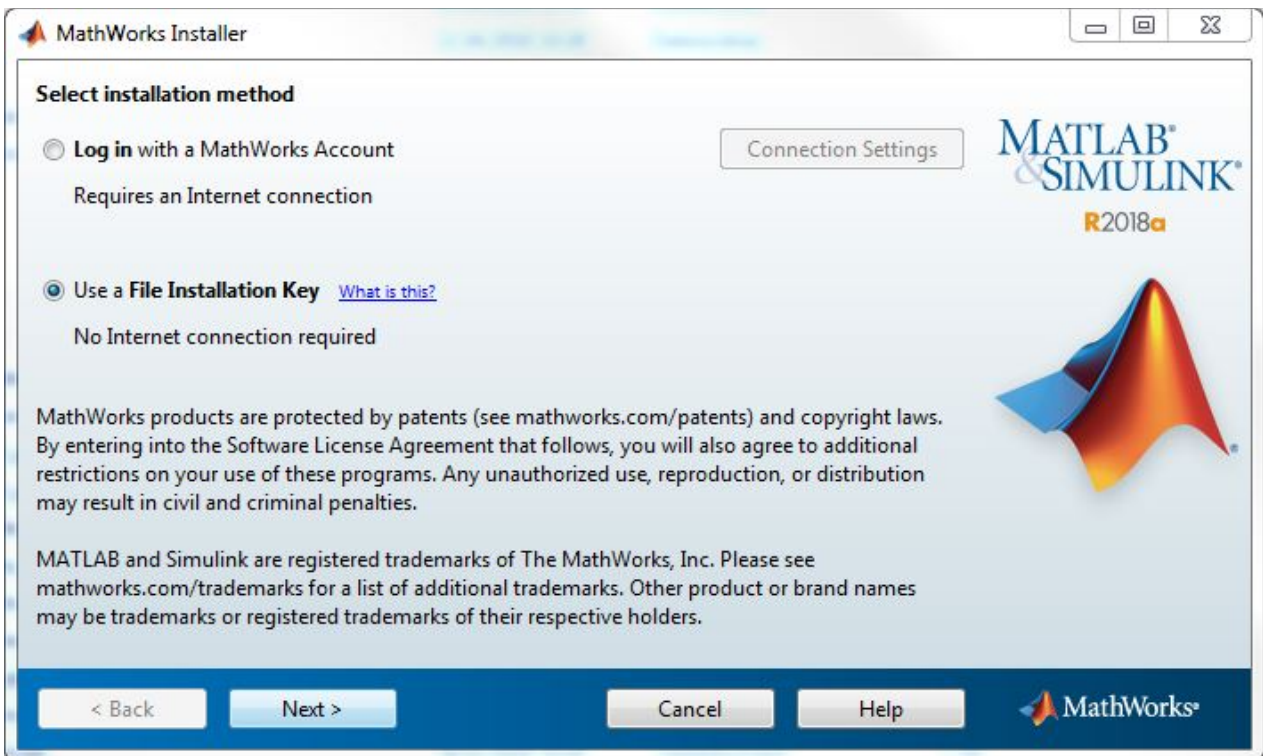 MathWorks Installer
Select installation method
Log in with a MathWorks Account
Connection Settings
Requires an Internet connection
MATLAB®
&SIMULINK®
R2018a
Use a File Installation Key What is this?
No Internet connection required
MathWorks products are protected by patents (see mathworks.com/patents) and copyright laws.
By entering into the Software License Agreement that follows, you will also agree to additional
restrictions on your use of these programs. Any unauthorized use, reproduction, or distribution
may result in civil and criminal penalties.
MATLAB and Simulink are registered trademarks of The MathWorks, Inc. Please see
mathworks.com/trademarks for a list of additional trademarks. Other product or brand names
may be trademarks or registered trademarks of their respective holders.
< Back
Next >
Cancel
Help
MathWorks®